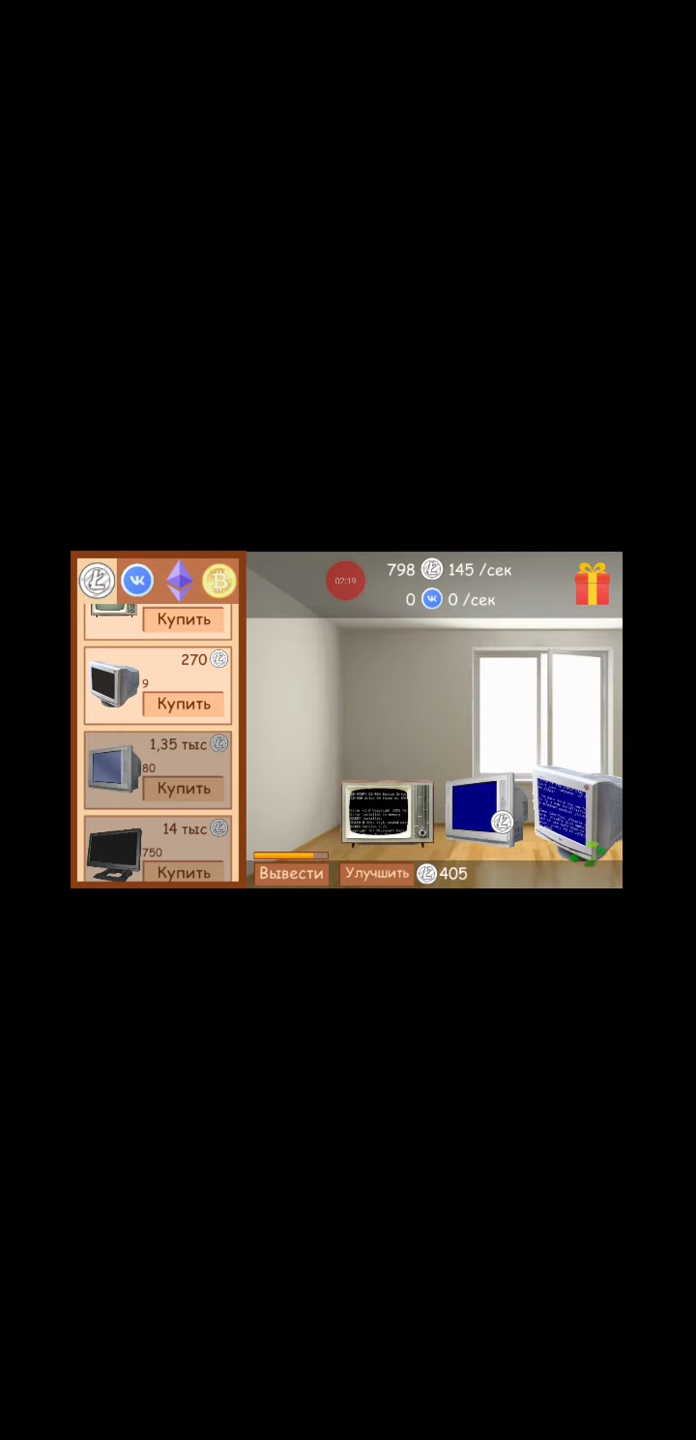 Купить
270
9
Купить
1,35 тыс
80
Купить
14 тыс
750
Купить
02:19
798 145 /сек
0 0 /сек
Вывести
Улучшить
405